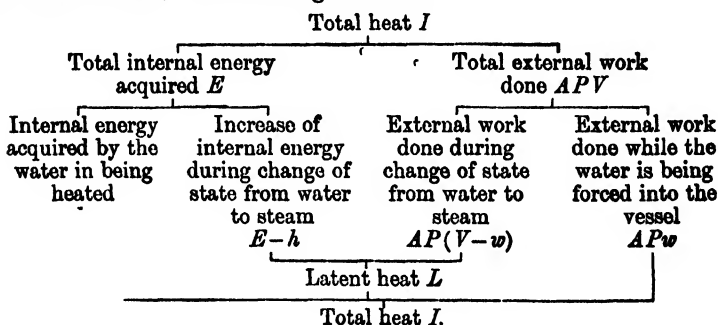 Total heat I
Total internal energy
acquired E
Total external work
done APV
Internal energy
acquired by the
water in being
heated
Increase of
internal energy
during change of
state from water
to steam
E–h
External work
done during
change of state
from water to
steam
AP(V–w)
External work
done while the
water is being
forced into the
vessel
APw
Latent heat L
Total heat I.